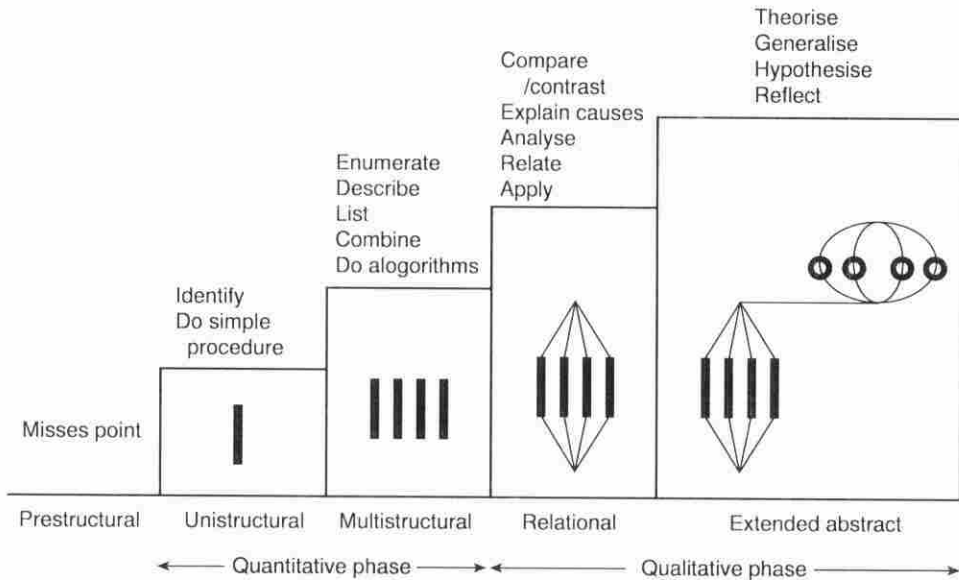 Misses point
Identify
Do simple
procedure
Enumerate
Describe
List
Combine
Do alogorithms
Compare
/contrast
Explain causes
Analyse
Relate
Apply
Theorise
Generalise
Hypothesise
Reflect
Prestructural
Unistructural
Multistructural
Relational
Extended abstract
Quantitative phase
Qualitative phase